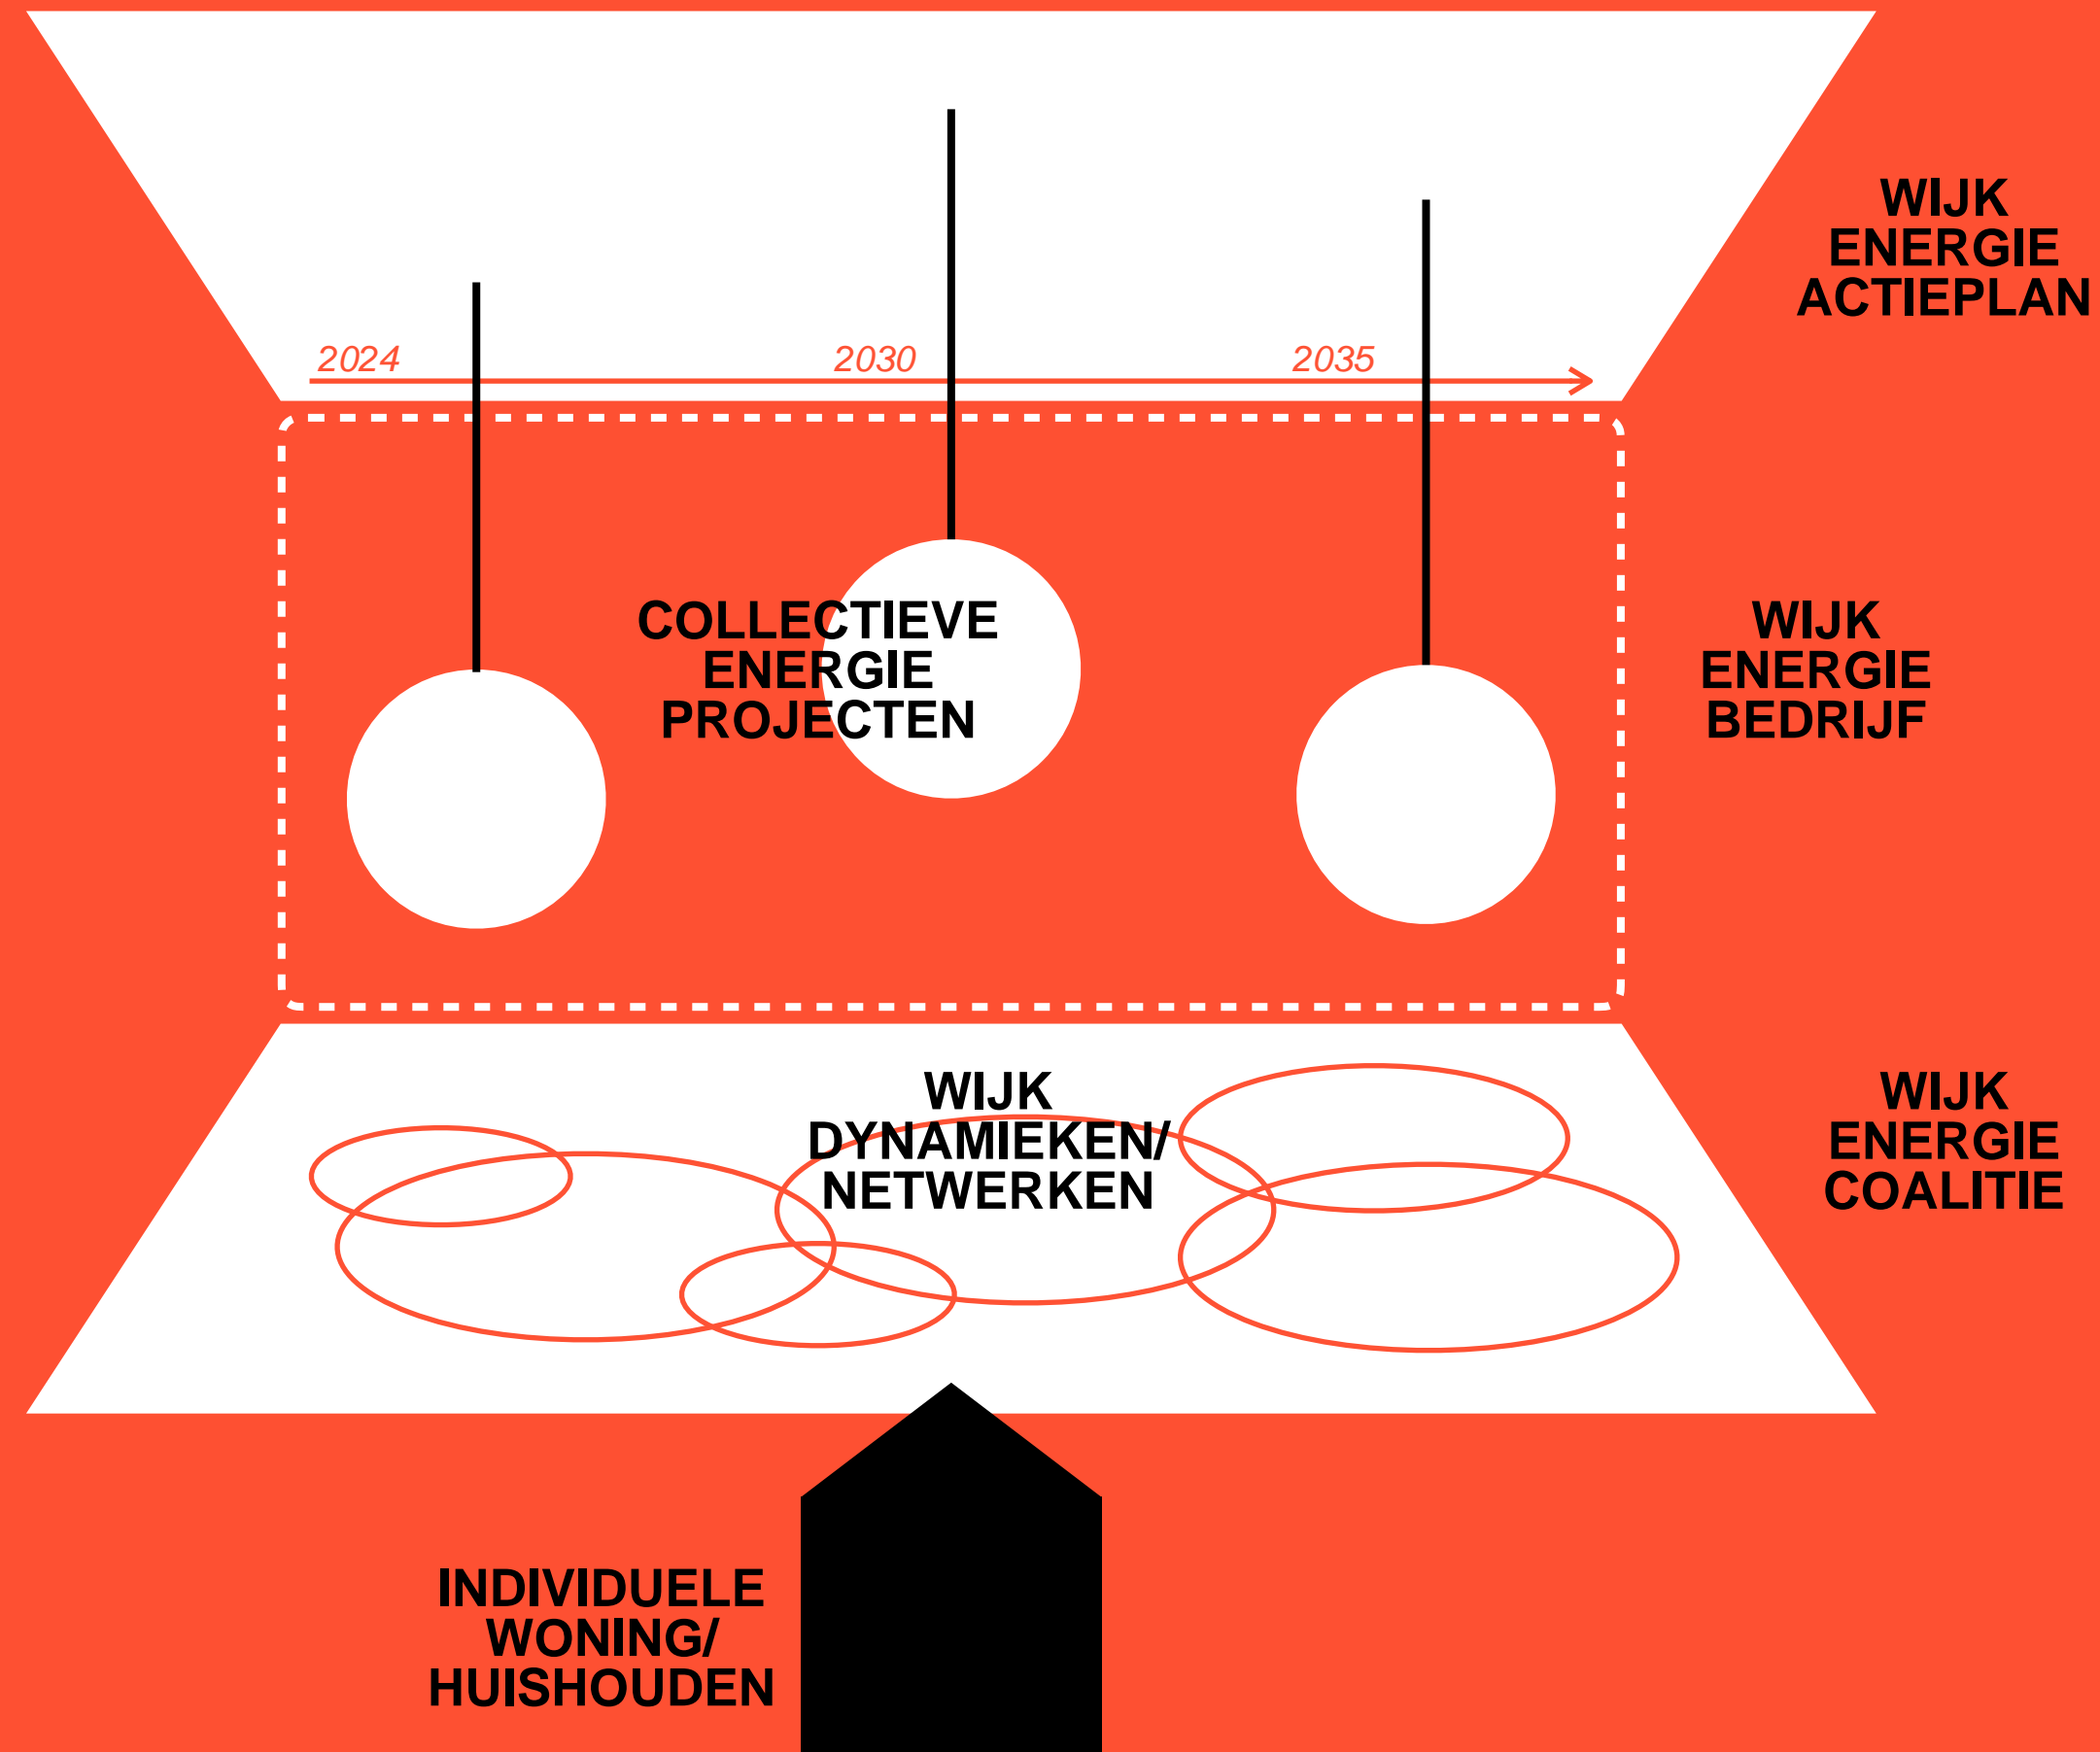 WIJK
ENERGIE
ACTIEPLAN
2024
2030
2035
COLLECTIEVE
ENERGIE
PROJECTEN
WIJK
ENERGIE
BEDRIJF
WIJK
DYNAMIEKEN/
NETWERKEN
WIJK
ENERGIE
COALITIE
INDIVIDUELE
WONING/
HUISHOUDEN